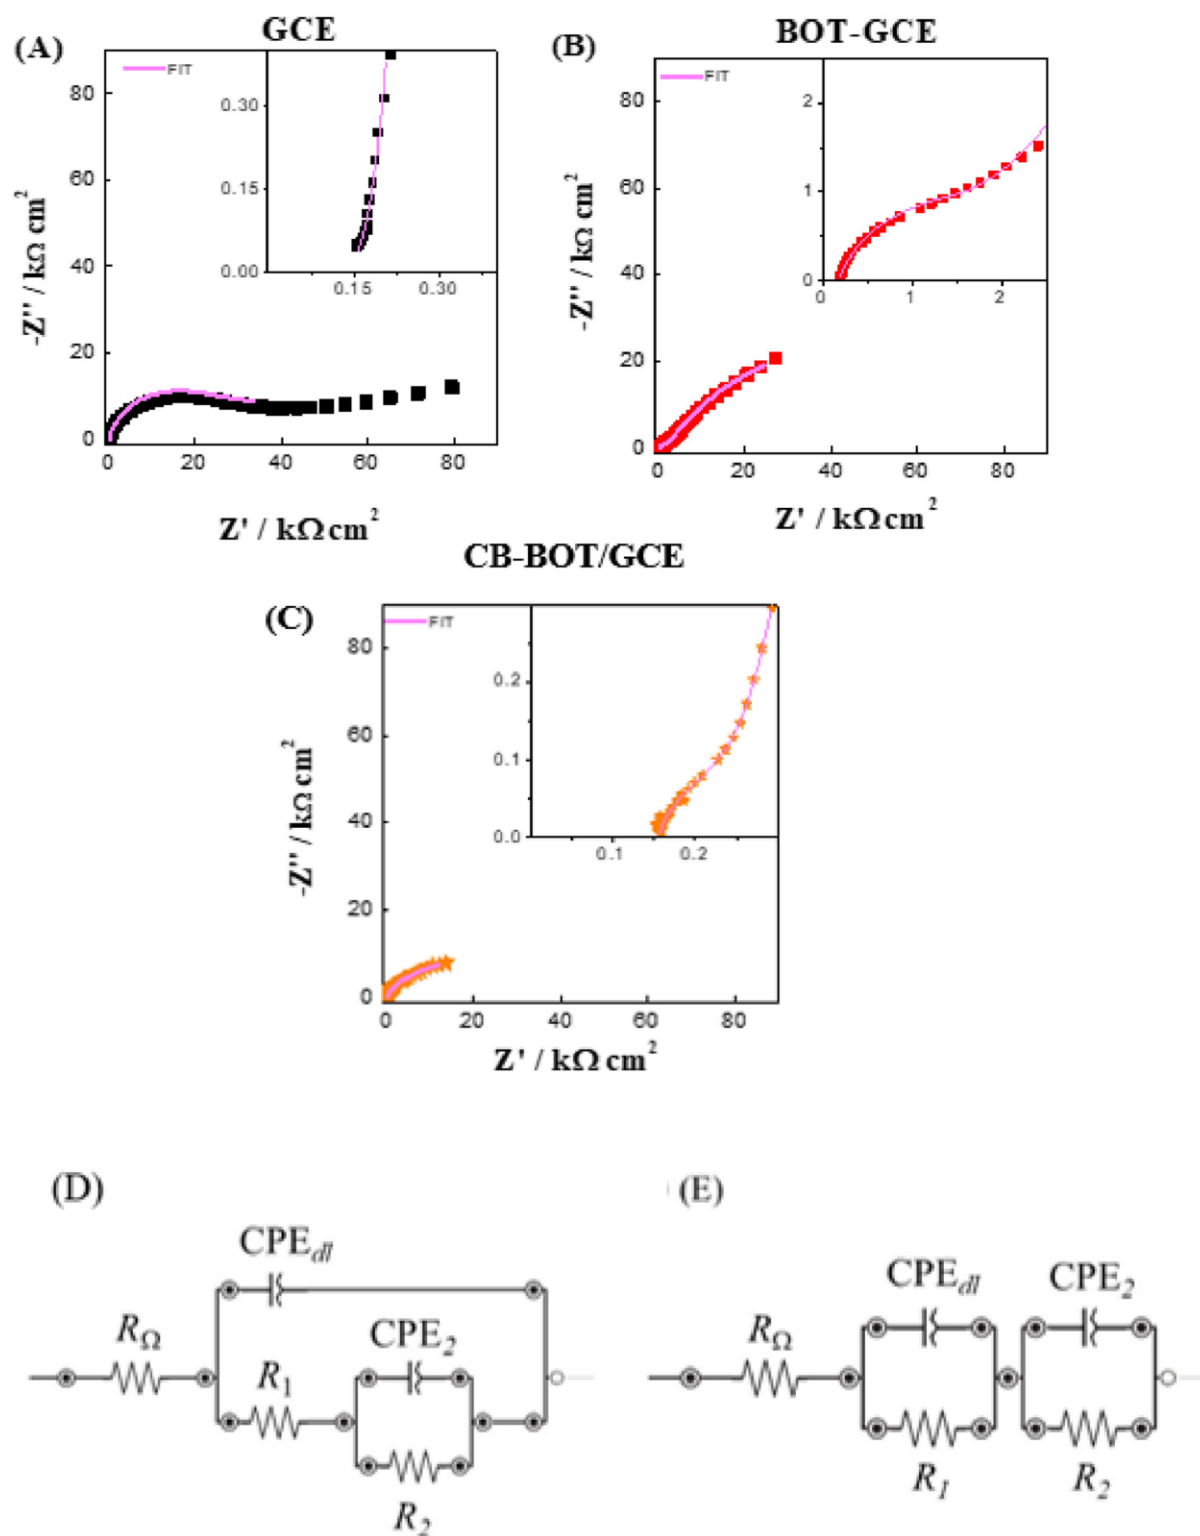 (A)
GCE
FIT
80
60
40
20
0
-Z'' / kΩ cm²
0.30
0.15
0.00
0.15 0.30
0 20 40 60 80
Z' / kΩ cm²
(B)
BOT-GCE
FIT
80
60
40
20
0
-Z'' / kΩ cm²
2
1
0
0 1 2
0 20 40 60 80
Z' / kΩ cm²
CB-BOT/GCE
(C)
FIT
80
60
40
20
0
-Z'' / kΩ cm²
0.2
0.1
0.0
0.1 0.2
0 20 40 60 80
Z' / kΩ cm²
(D)
CPEdl
RΩ
CPE2
R1
R2
(E)
CPEdl
CPE2
RΩ
R1
R2